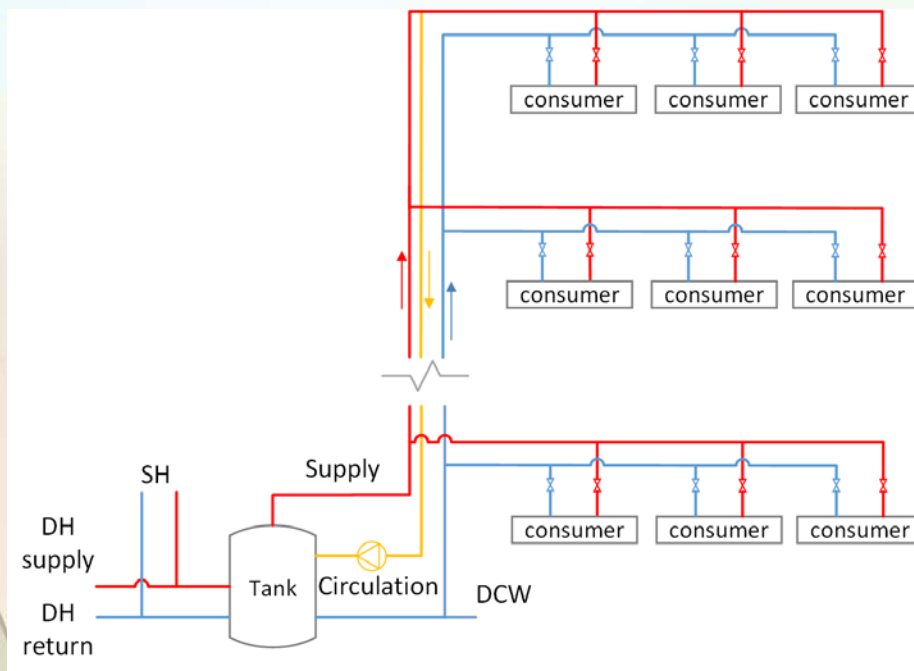 consumer consumer consumer
consumer consumer consumer
SH
Supply
DH
supply
consumer consumer consumer
Tank
Circulation
DCW
DH
return